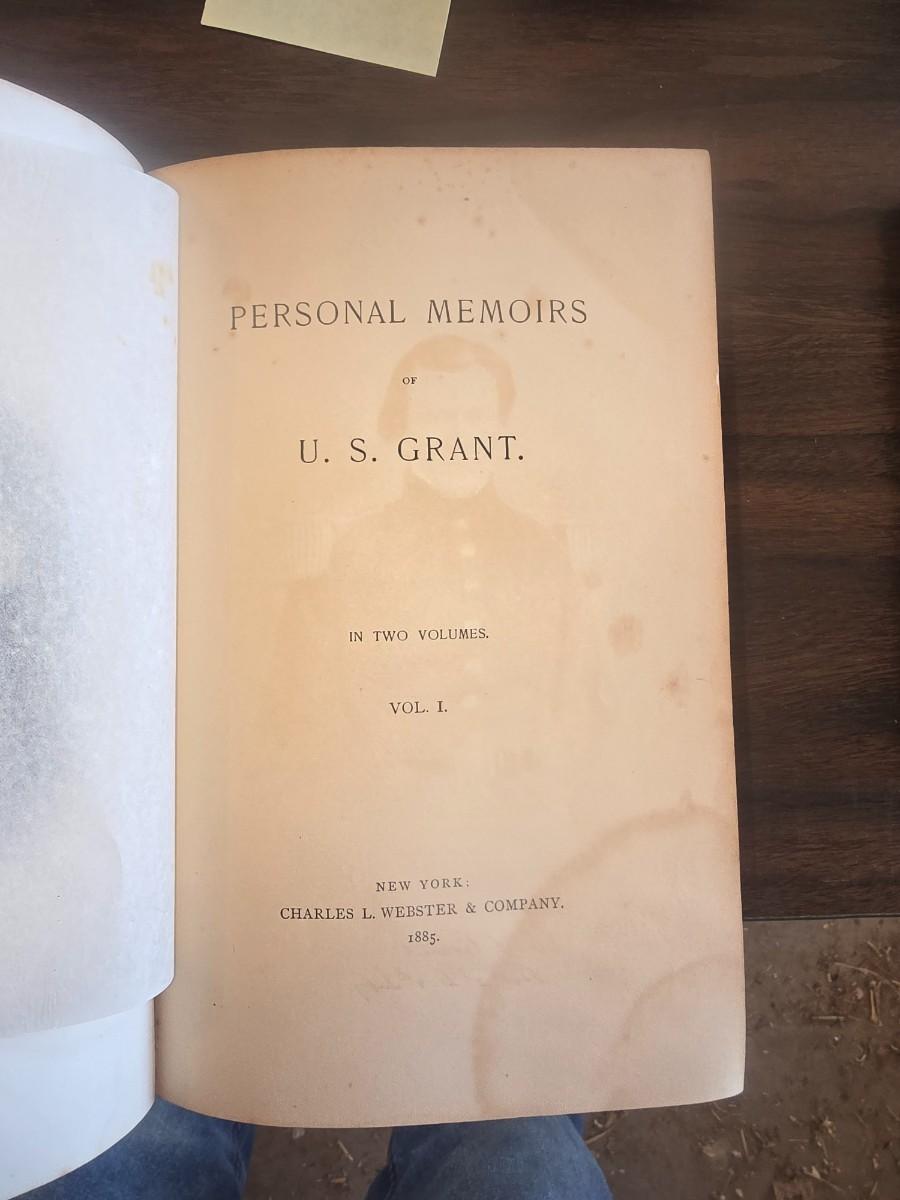 PERSONAL MEMOIRS
OF
U. S. GRANT.
IN TWO VOLUMES.
VOL. I.
NEW YORK:
CHARLES L. WEBSTER & COMPANY.
1885.